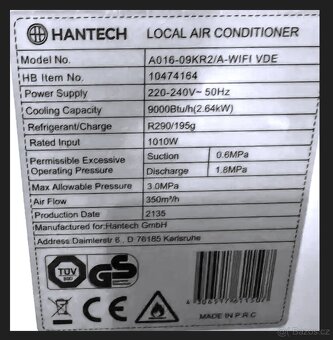 HANTECH LOCAL AIR CONDITIONER
Model No. A016-09KR2/A-WIFI VDE
HB Item No. 10474164
Power Supply 220-240V~ 50Hz
Cooling Capacity 9000Btu/h(2.64kW)
Refrigerant/Charge R290/195g
Rated Input 1010W
Permissible Excessive Operating Pressure Suction 0.6MPa
Discharge 1.8MPa
Max Allowable Pressure 3.0MPa
Air Flow 350m³/h
Production Date 2135
Manufactured for:Hantech GmbH
Address:Daimlerstr 6 , D 76185 Karlsruhe
TÜV
GS
CE
MADE IN P.R.C